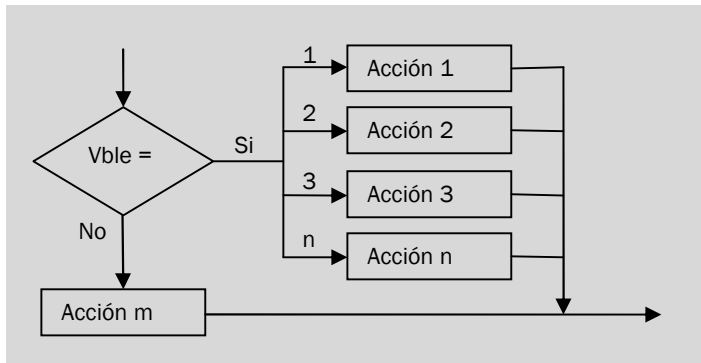 1
Acción 1
2
Acción 2
Vble =
Si
3
Acción 3
No
n
Acción n
Acción m